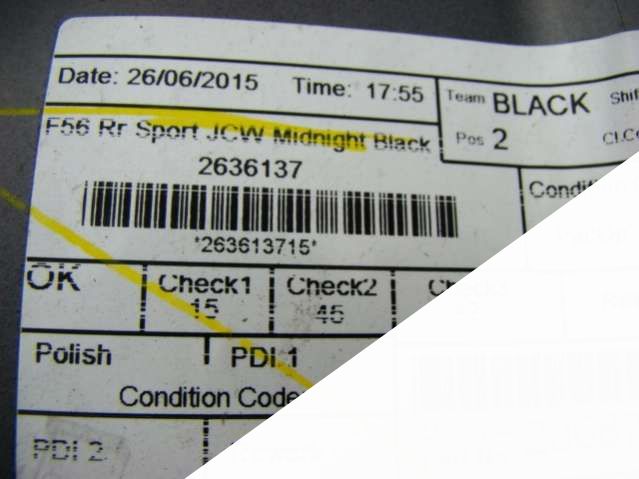 Date: 26/06/2015 Time: 17:55 Team BLACK
F56 Rr Sport JCW Midnight Black Pos 2
2636137
*263613715*
OK Check1 Check2
15 45
Polish PDI 1
Condition Code
PDI 2